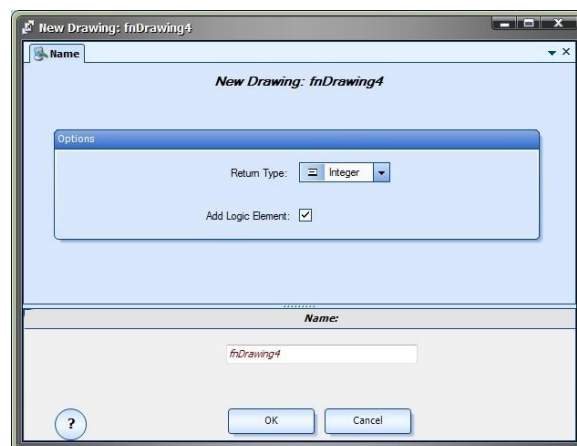 New Drawing: fnDrawing4
Name
New Drawing: fnDrawing4
Options
Return Type: Integer
Add Logic Element:
Name:
fnDrawing4
?
OK Cancel